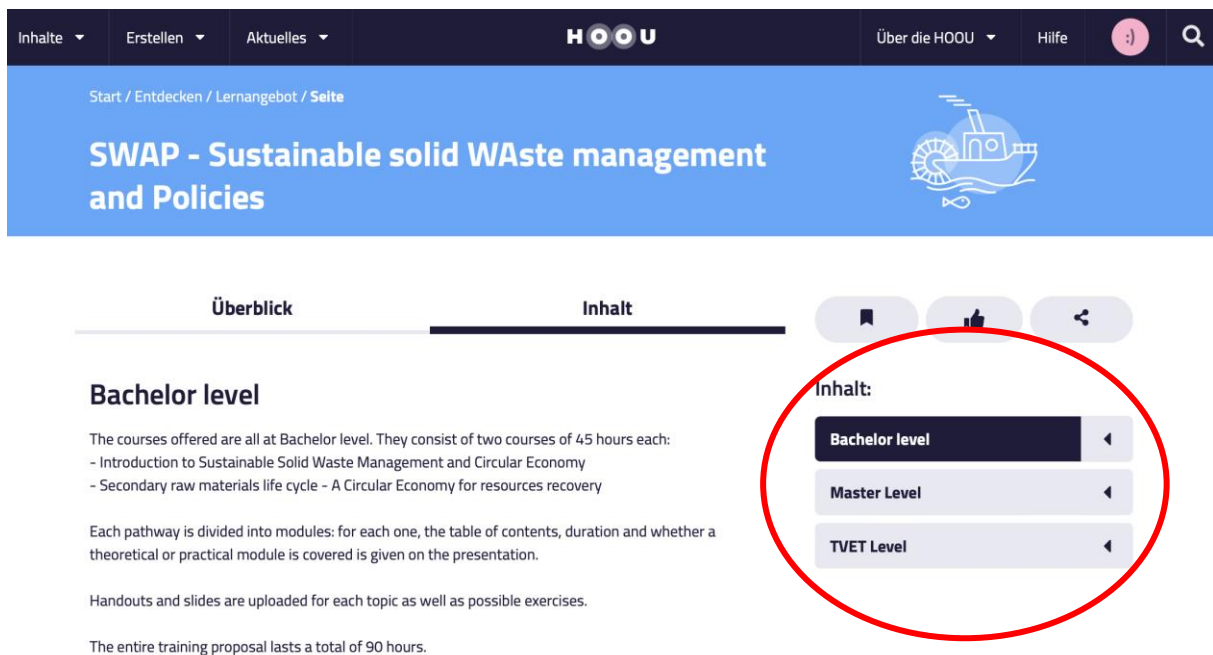 Inhalte
Erstellen
Aktuelles
HOOU
Über die HOOU
Hilfe
:)
Start / Entdecken / Lernangebot / Seite
SWAP - Sustainable solid WAste management
and Policies
Überblick
Inhalt
Bachelor level
The courses offered are all at Bachelor level. They consist of two courses of 45 hours each:
- Introduction to Sustainable Solid Waste Management and Circular Economy
- Secondary raw materials life cycle - A Circular Economy for resources recovery
Each pathway is divided into modules: for each one, the table of contents, duration and whether a
theoretical or practical module is covered is given on the presentation.
Handouts and slides are uploaded for each topic as well as possible exercises.
The entire training proposal lasts a total of 90 hours.
Inhalt:
Bachelor level
Master Level
TVET Level